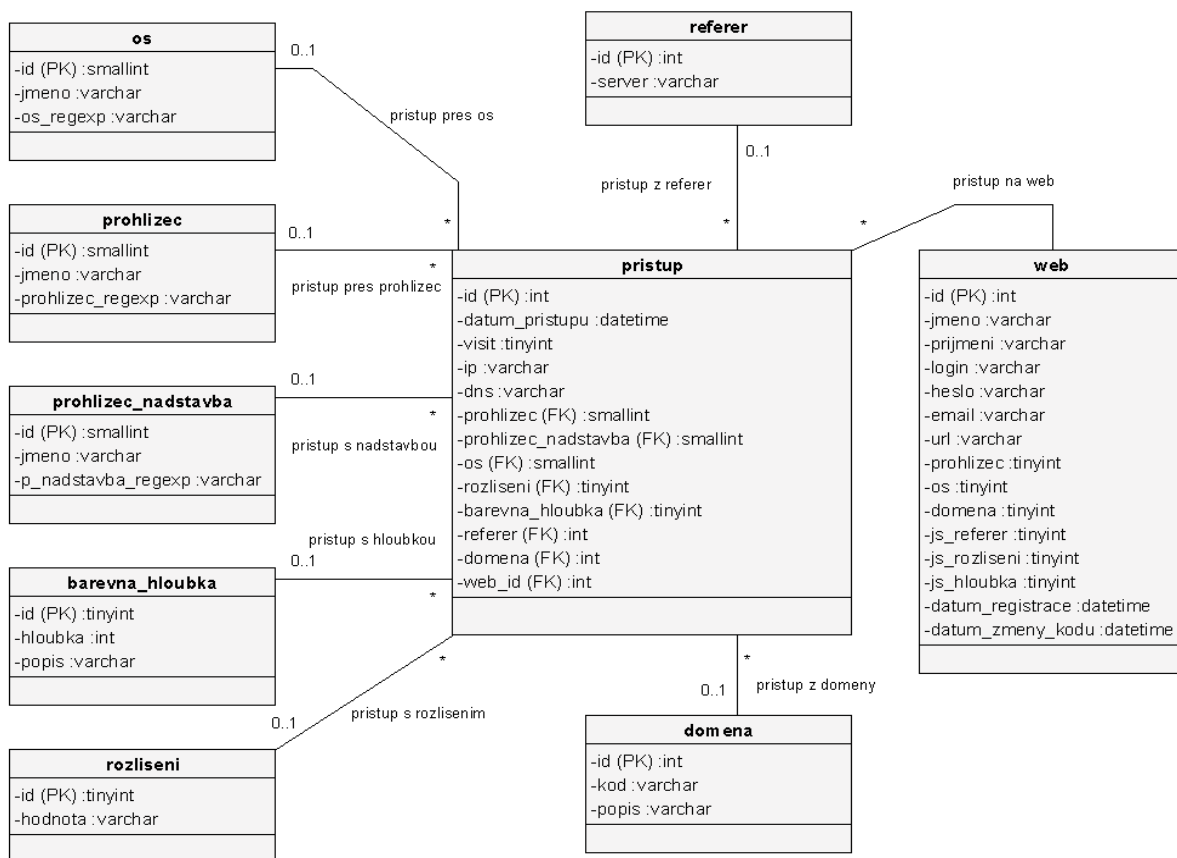 os
-id (PK) :smallint
-jmeno :varchar
-os_regexp :varchar
0..1
pristup pres os
*
referer
-id (PK) :int
-server :varchar
0..1
pristup z referer
*
pristup na web
*
prohlizec
-id (PK) :smallint
-jmeno :varchar
-prohlizec_regexp :varchar
0..1
*
pristup pres prohlizec
prohlizec_nadstavba
-id (PK) :smallint
-jmeno :varchar
-p_nadstavba_regexp :varchar
0..1
*
pristup s nadstavbou
barevna_hloubka
-id (PK) :tinyint
-hloubka :int
-popis :varchar
pristup s hloubkou
0..1
*
rozliseni
-id (PK) :tinyint
-hodnota :varchar
0..1
pristup s rozlisenim
*
pristup
-id (PK) :int
-datum_pristupu :datetime
-visit :tinyint
-ip :varchar
-dns :varchar
-prohlizec (FK) :smallint
-prohlizec_nadstavba (FK) :smallint
-os (FK) :smallint
-rozliseni (FK) :tinyint
-barevna_hloubka (FK) :tinyint
-referer (FK) :int
-domena (FK) :int
-web_id (FK) :int
*
0..1
pristup z domeny
domena
-id (PK) :int
-kod :varchar
-popis :varchar
web
-id (PK) :int
-jmeno :varchar
-prijmeni :varchar
-login :varchar
-heslo :varchar
-email :varchar
-url :varchar
-prohlizec :tinyint
-os :tinyint
-domena :tinyint
-js_referer :tinyint
-js_rozliseni :tinyint
-js_hloubka :tinyint
-datum_registrace :datetime
-datum_zmeny_kodu :datetime